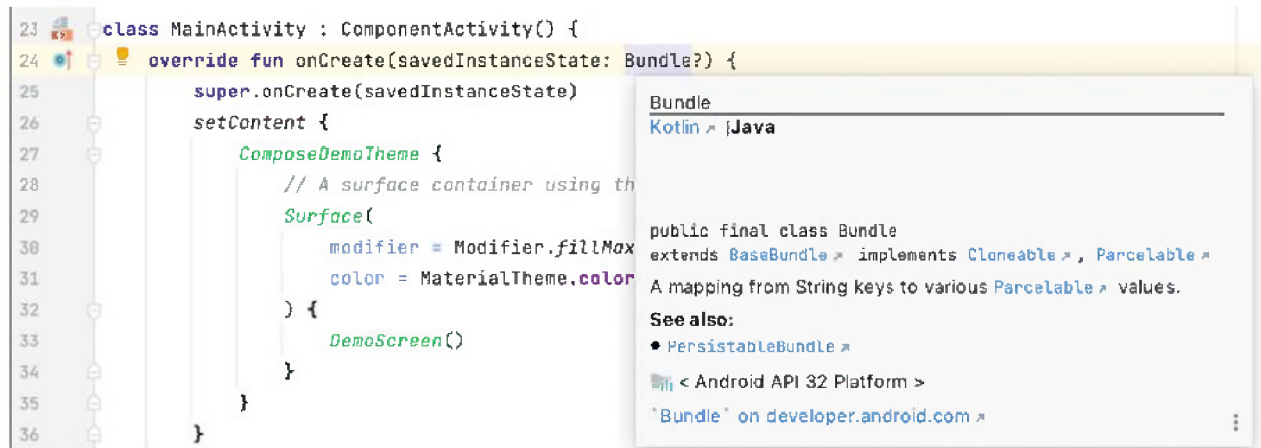 23 class MainActivity : ComponentActivity() {
24 override fun onCreate(savedInstanceState: Bundle?) {
25 super.onCreate(savedInstanceState)
26 setContent {
27 ComposeDemoTheme {
28 // A surface container using th
29 Surface(
30 modifier = Modifier.fillMax
31 color = MaterialTheme.color
32 ) {
33 DemoScreen()
34 }
35 }
36 }
Bundle
Kotlin |Java
public final class Bundle
extends BaseBundle implements Cloneable, Parcelable
A mapping from String keys to various Parcelable values.
See also:
• PersistableBundle
< Android API 32 Platform >
`Bundle` on developer.android.com